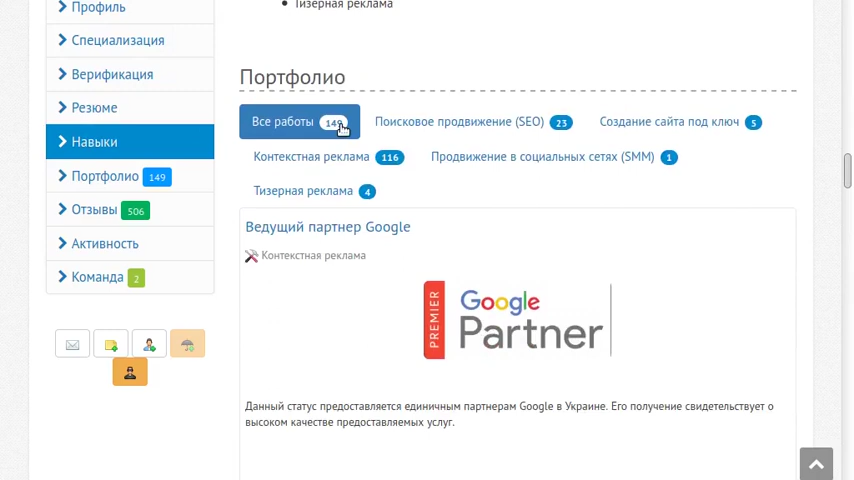 Тизерная реклама
Профиль
Специализация
Верификация
Резюме
Навыки
Портфолио 149
Отзывы 506
Активность
Команда 2
Портфолио
Все работы 149 Поисковое продвижение (SEO) 23 Создание сайта под ключ 5
Контекстная реклама 116 Продвижение в социальных сетях (SMM) 1
Тизерная реклама 4
Ведущий партнер Google
Контекстная реклама
PREMIER
Google
Partner
Данный статус предоставляется единичным партнерам Google в Украине. Его получение свидетельствует о
высоком качестве предоставляемых услуг.